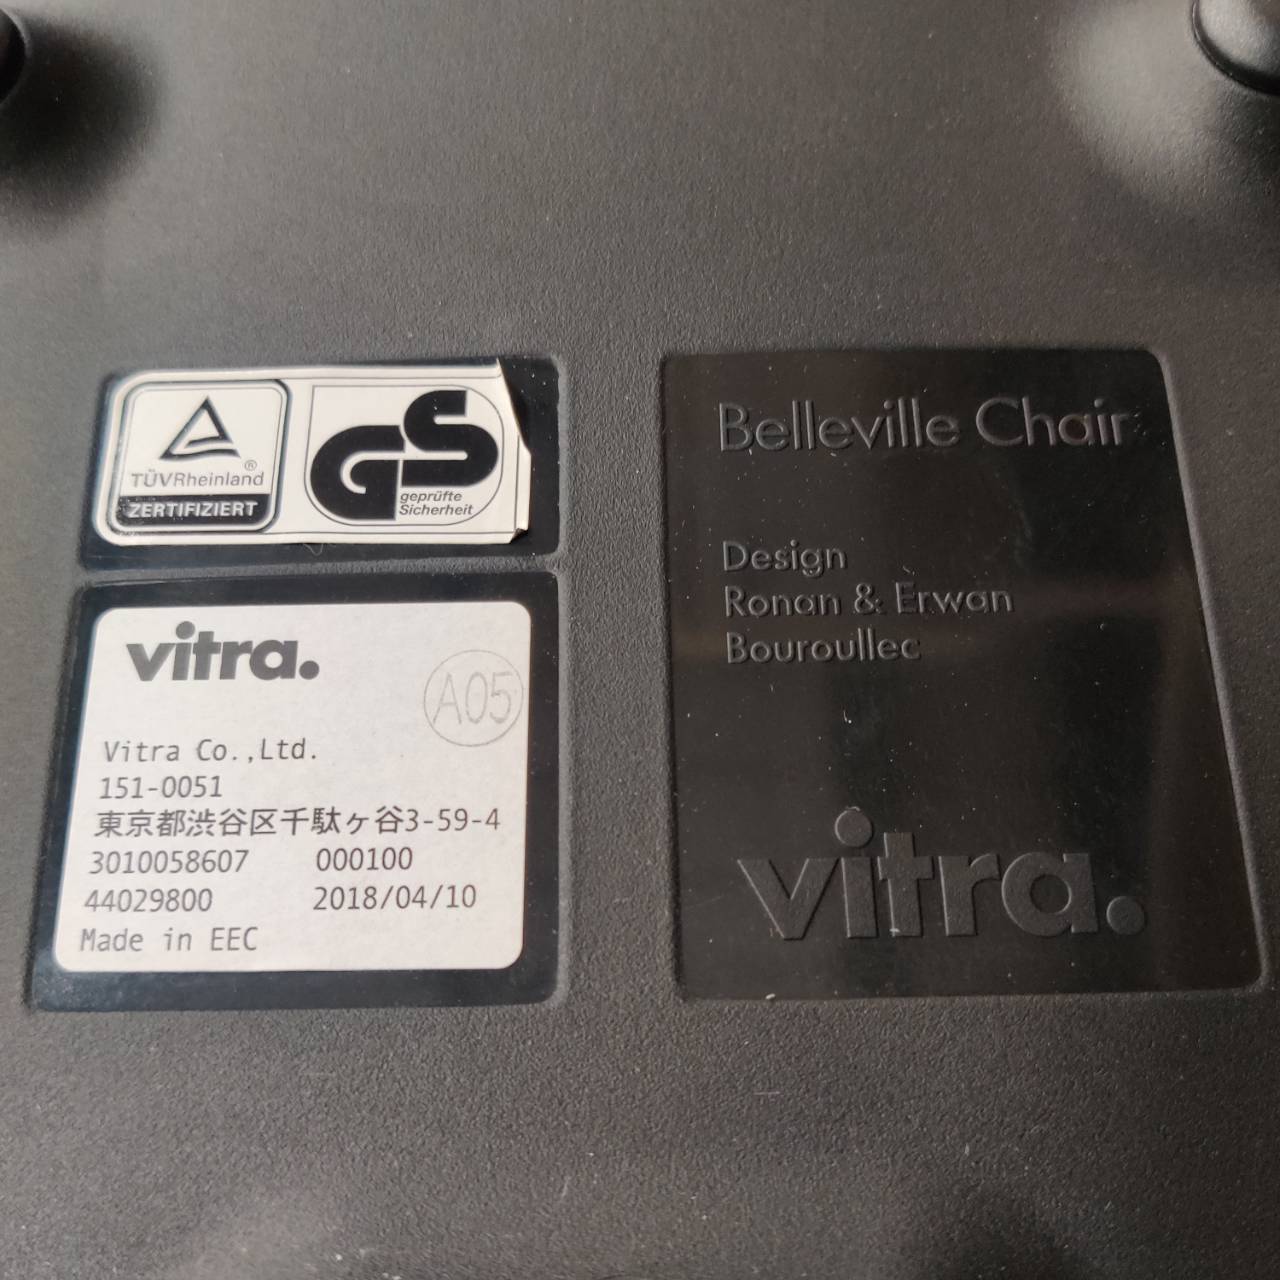 TÜVRheinland®
ZERTIFIZIERT
GS
geprüfte
Sicherheit
vitra.
A05
Vitra Co.,Ltd.
151-0051
東京都渋谷区千駄ヶ谷3-59-4
3010058607 000100
44029800 2018/04/10
Made in EEC
Belleville Chair
Design
Ronan & Erwan
Bouroullec
vitra.